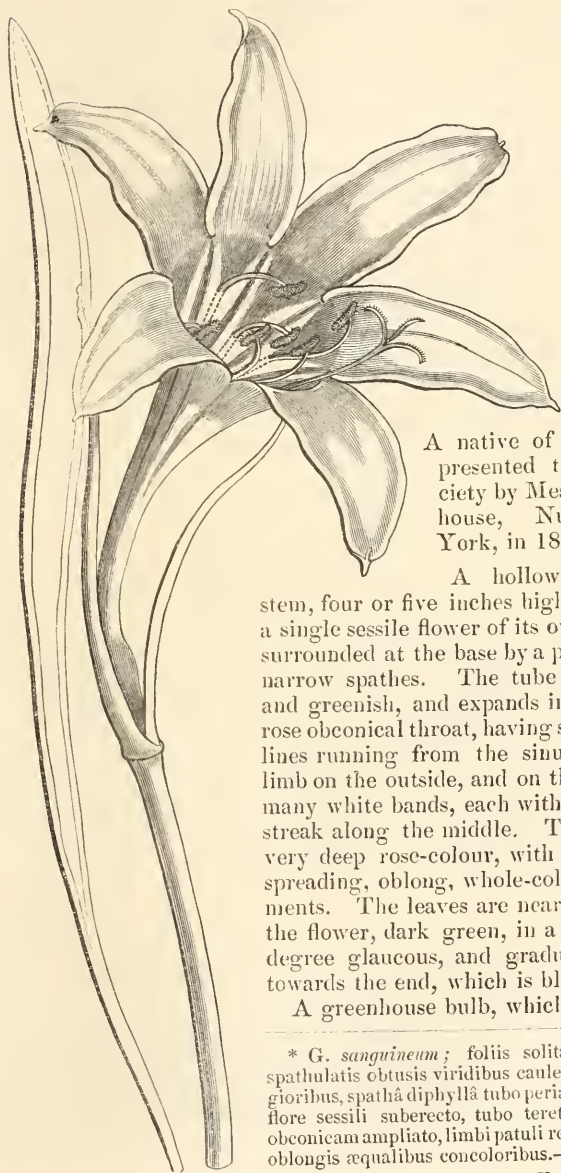 A native of
presented t
ciety by Mes
house, Nu
York, in 18
A hollow
stem, four or five inches high
a single sessile flower of its o
surrounded at the base by a p
narrow spathes. The tube
and greenish, and expands i
rose obconical throat, having s
lines running from the sinu
limb on the outside, and on th
many white bands, each with
streak along the middle. T
very deep rose-colour, with
spreading, oblong, whole-col
ments. The leaves are near
the flower, dark green, in a
degree glaucous, and gradu
towards the end, which is bl
A greenhouse bulb, which
* G. sanguineum; foliis solita
spathulatis obtusis viridibus caule
gioribus, spathâ diphyllâ tubo peria
flore sessili suberecto, tubo teret
obconicam ampliato, limbi patuli re
oblongis æqualibus concoloribus.—